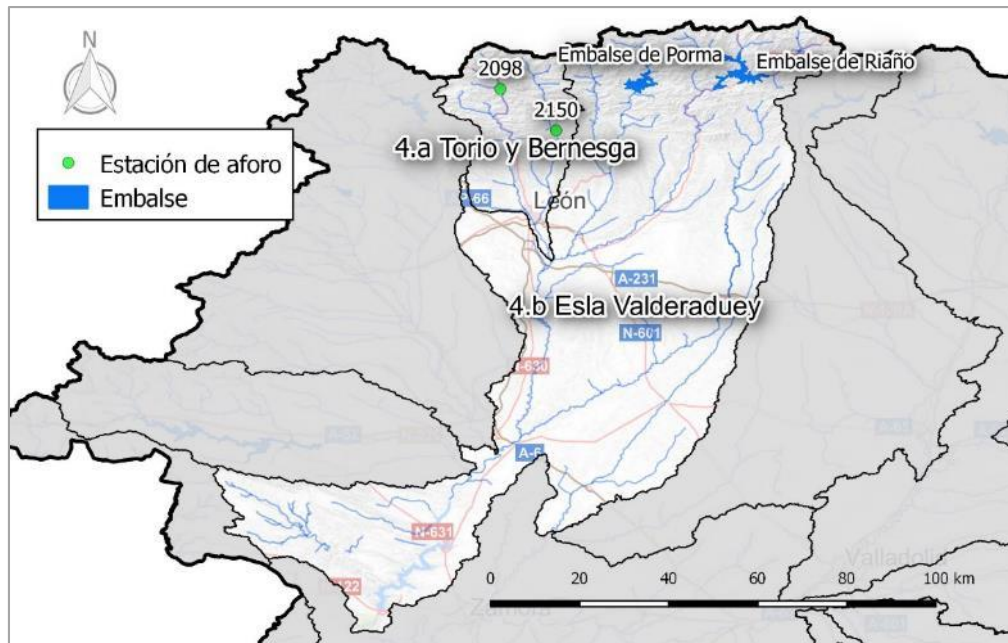 N
Embalse de Porma
Embalse de Riaño
2098
2150
4.a Torio y Bernesga
Estación de aforo
Embalse
León
A-231
4.b Esla Valderaduey
N-601
A-6
N-631
0 20 40 60 80 100 km
Valladolid
Zamora